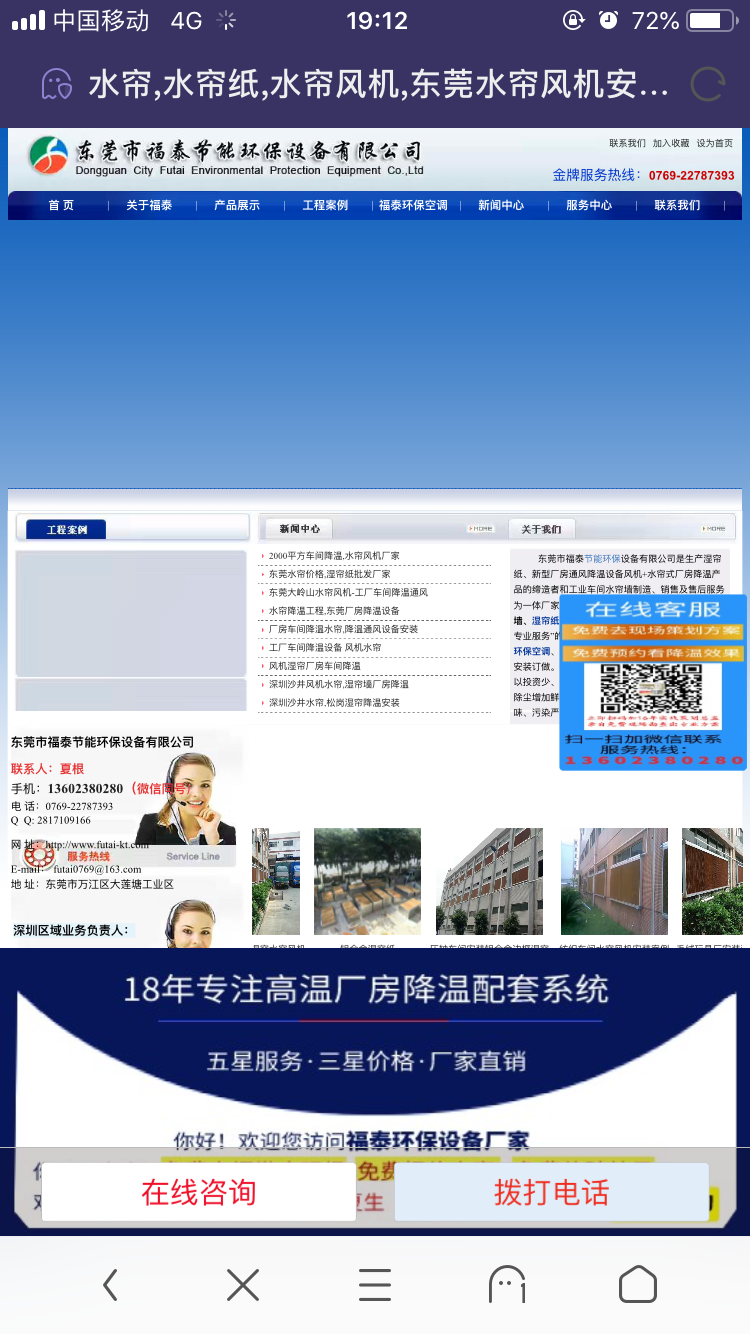 中国移动 4G 19:12 72%
水帘,水帘纸,水帘风机,东莞水帘风机安...
东莞市福泰节能环保设备有限公司
Dongguan City Futai Environmental Protection Equipment Co.,Ltd
联系我们 加入收藏 设为首页
金牌服务热线：0769-22787393
首 页 | 关于福泰 | 产品展示 | 工程案例 | 福泰环保空调 | 新闻中心 | 服务中心 | 联系我们 |
工程案例
新闻中心 MORE
2000平方车间降温,水帘风机厂家
东莞水帘价格,湿帘纸批发厂家
东莞大岭山水帘风机-工厂车间降温通风
水帘降温工程,东莞厂房降温设备
厂房车间降温水帘,降温通风设备安装
工厂车间降温设备 风机水帘
风机湿帘厂房车间降温
深圳沙井风机水帘,湿帘墙厂房降温
深圳沙井水帘,松岗湿帘降温安装
关于我们 MORE
东莞市福泰节能环保设备有限公司是生产湿帘
纸、新型厂房通风降温设备风机+水帘式厂房降温产
品的缔造者和工业车间水帘墙制造、销售及售后服务
为一体厂家
墙、湿帘纸
专业服务"的
环保空调、
安装订做。
以投资少、
除尘增加鲜
味、污染严
在线客服
免费去现场策划方案
免费预约看降温效果
扫一扫加微信联系
服务热线：
13602380280
东莞市福泰节能环保设备有限公司
联系人：夏根
手机：13602380280（微信同号）
电 话：0769-22787393
Q Q: 2817109166
网 址：http://www.futai-kt.com
服务热线 Service Line
E-mail： futai0769@163.com
地 址：东莞市万江区大莲塘工业区
深圳区域业务负责人：
18年专注高温厂房降温配套系统
五星服务·三星价格·厂家直销
你好！欢迎您访问福泰环保设备厂家
免费
在线咨询
拨打电话